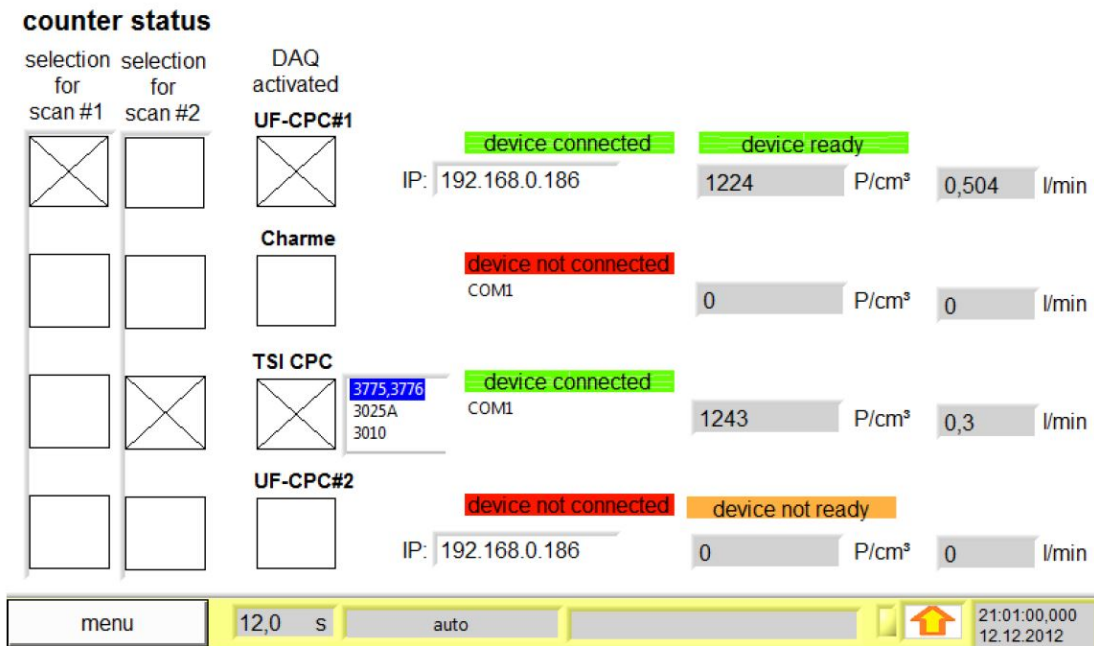 counter status
selection selection DAQ
for for activated
scan #1 scan #2
UF-CPC#1
device connected device ready
IP: 192.168.0.186 1224 P/cm³ 0,504 l/min
Charme
device not connected
COM1
0 P/cm³ 0 l/min
TSI CPC
3775,3776 device connected
3025A COM1
3010
1243 P/cm³ 0,3 l/min
UF-CPC#2
device not connected device not ready
IP: 192.168.0.186 0 P/cm³ 0 l/min
menu 12,0 s auto 21:01:00,000
12.12.2012